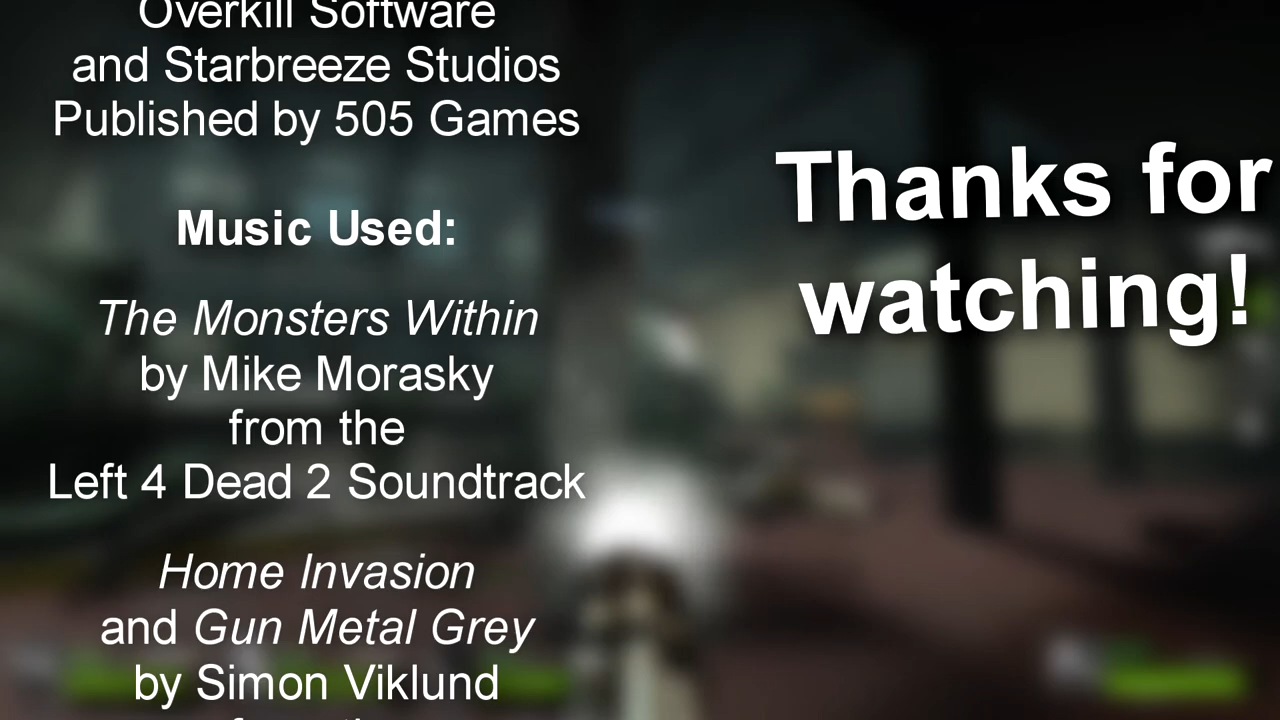 Overkill Software
and Starbreeze Studios
Published by 505 Games
Music Used:
The Monsters Within
by Mike Morasky
from the
Left 4 Dead 2 Soundtrack
Home Invasion
and Gun Metal Grey
by Simon Viklund
Thanks for
watching!